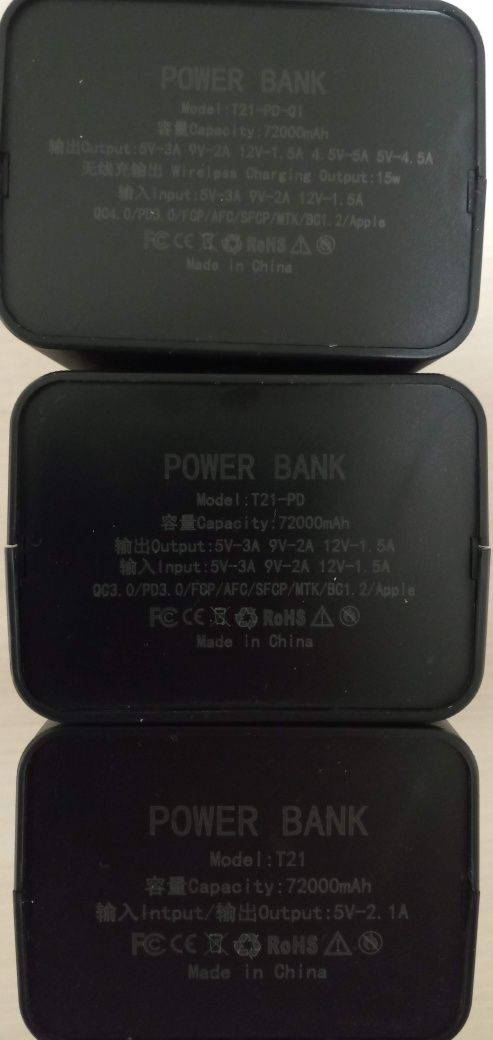 POWER BANK
Model:T21-PD-QI
容量Capacity:72000mAh
输出Output:5V-3A 9V-2A 12V-1.5A 4.5V-5A 5V-4.5A
无线充输出 Wireless Charging Output:15w
输入Input:5V-3A 9V-2A 12V-1.5A
QC4.0/PD3.0/FCP/AFC/SFCP/MTK/BC1.2/Apple
FC CE RoHS
Made in China
POWER BANK
Model:T21-PD
容量Capacity:72000mAh
输出Output:5V-3A 9V-2A 12V-1.5A
输入Input:5V-3A 9V-2A 12V-1.5A
QC3.0/PD3.0/FCP/AFC/SFCP/MTK/BC1.2/Apple
FC CE RoHS
Made in China
POWER BANK
Model:T21
容量Capacity:72000mAh
输入Intput/输出Output:5V-2.1A
FC CE RoHS
Made in China